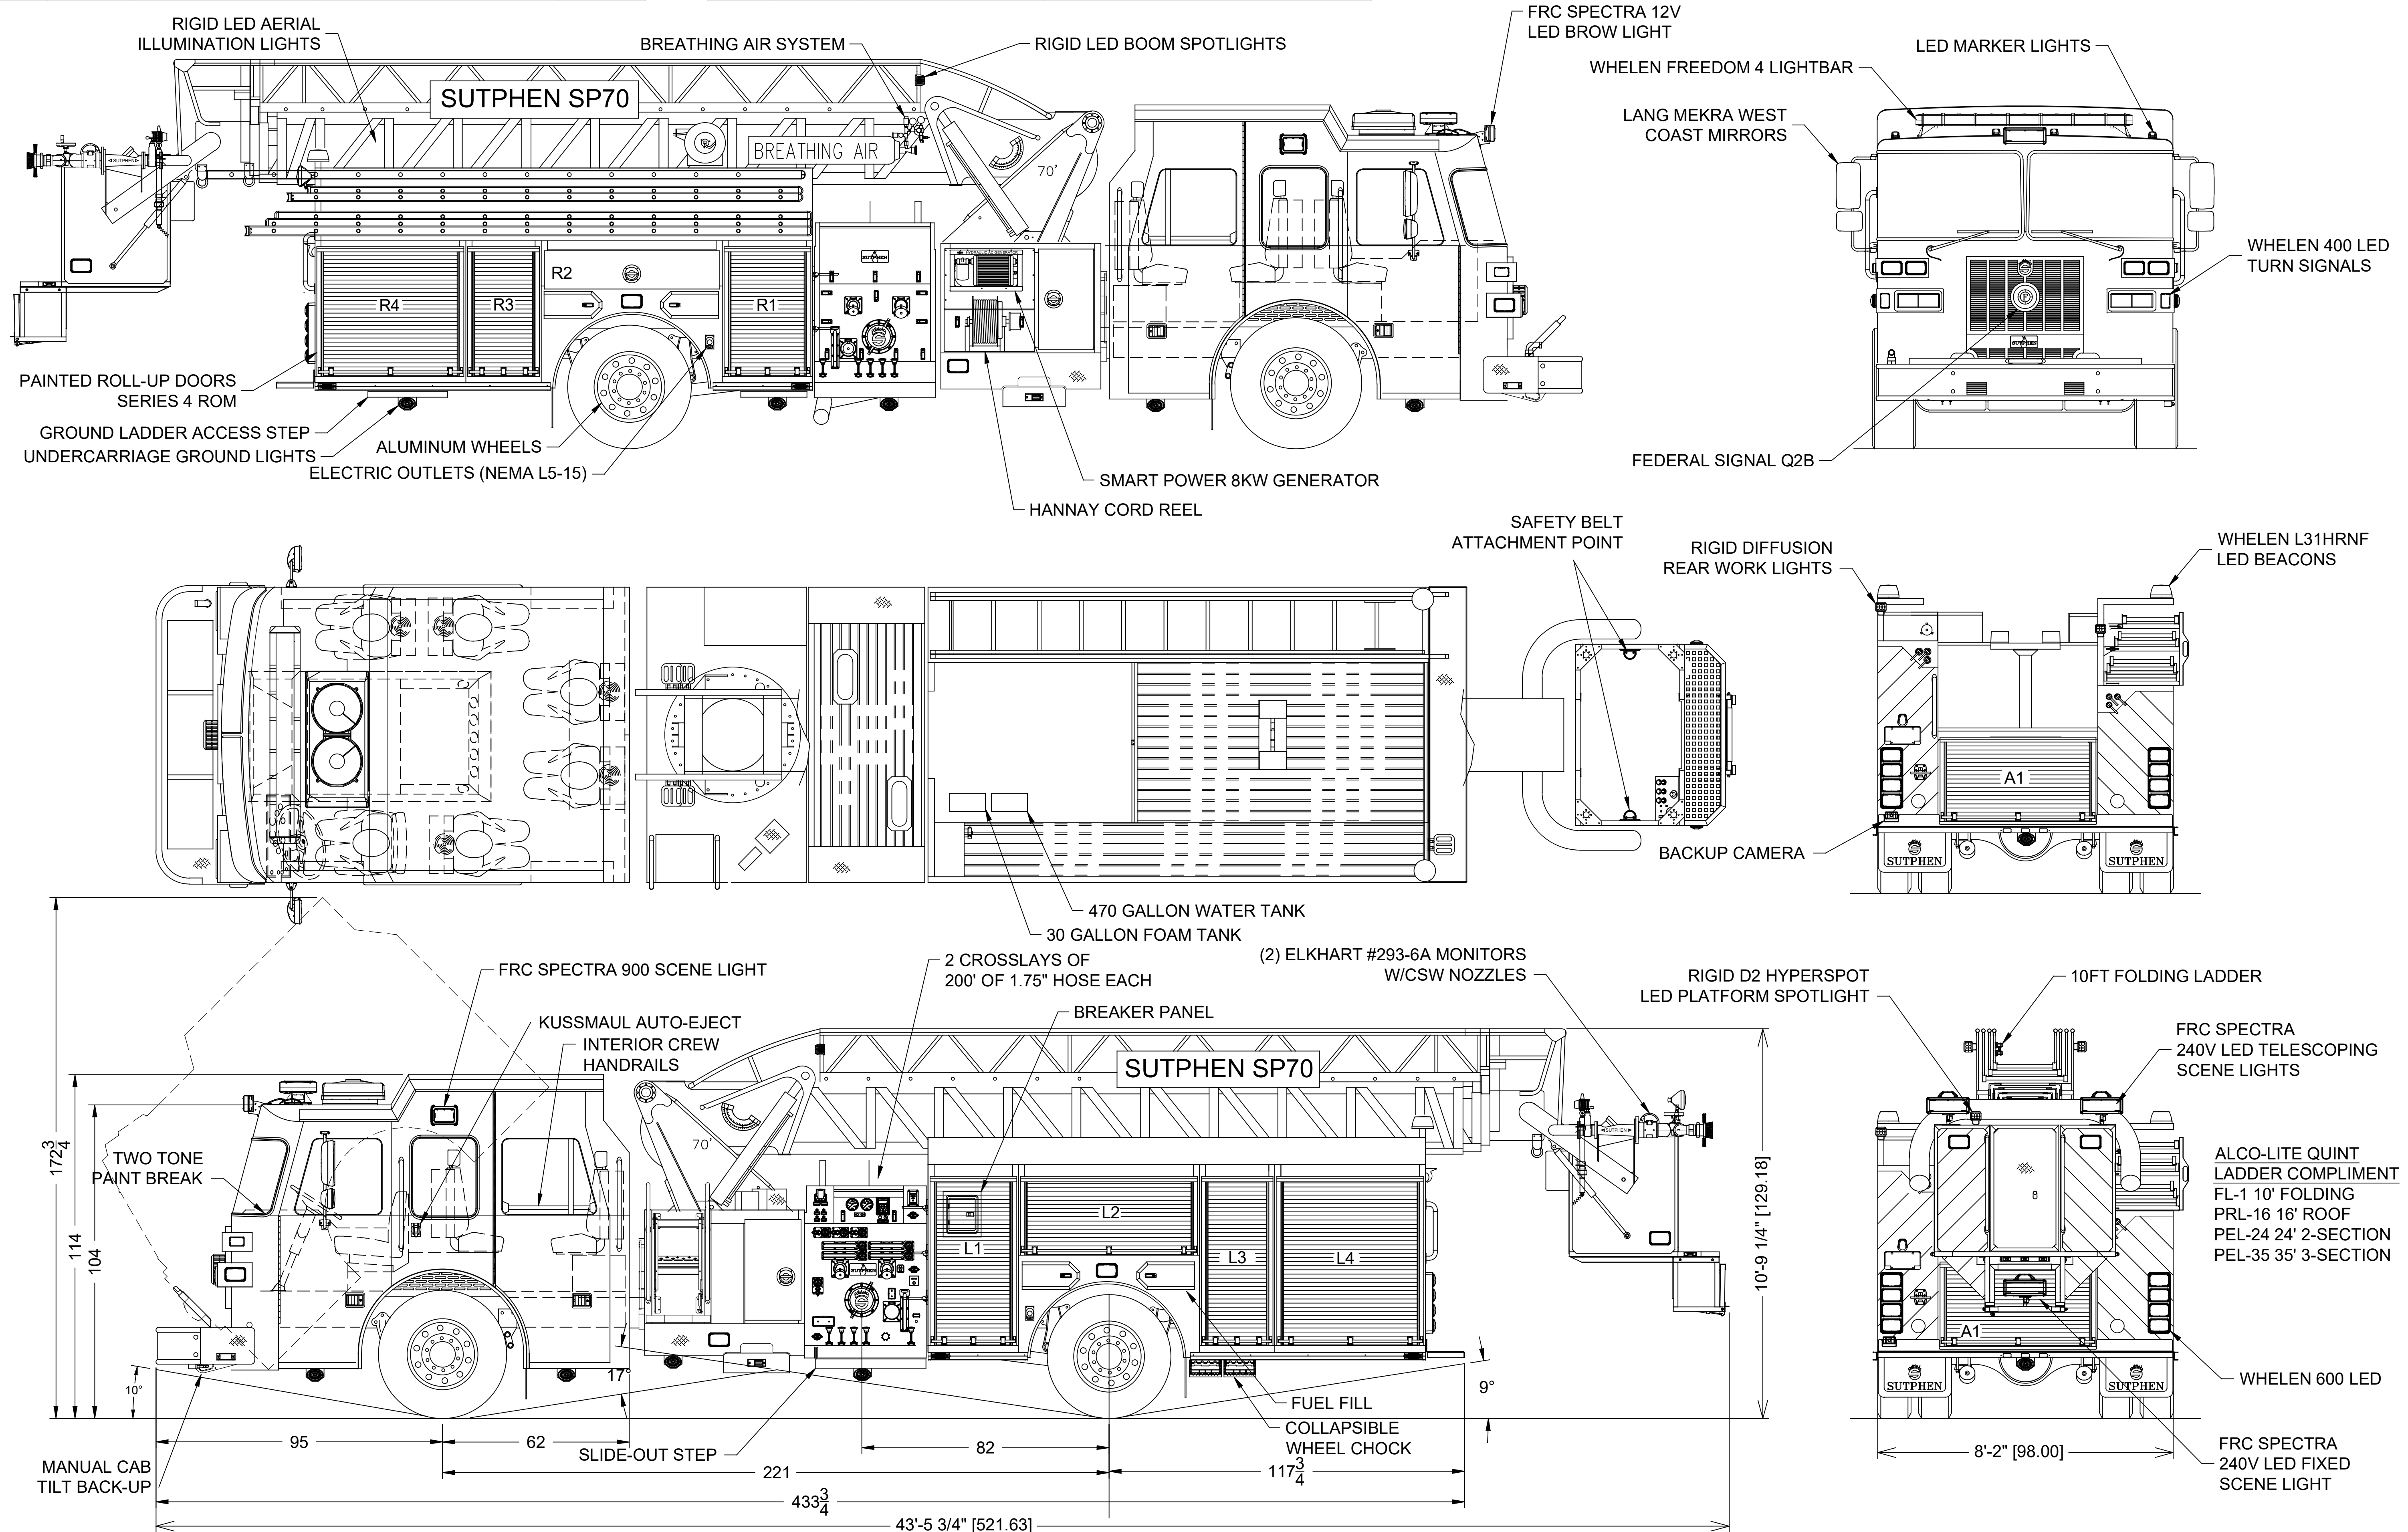 RIGID LED AERIAL
ILLUMINATION LIGHTS
BREATHING AIR SYSTEM
RIGID LED BOOM SPOTLIGHTS
FRC SPECTRA 12V
LED BROW LIGHT
SUTPHEN SP70
BREATHING AIR
SUTPHEN
70'
R4
R3
R2
R1
SUTPHEN
PAINTED ROLL-UP DOORS
SERIES 4 ROM
GROUND LADDER ACCESS STEP
UNDERCARRIAGE GROUND LIGHTS
ALUMINUM WHEELS
ELECTRIC OUTLETS (NEMA L5-15)
SMART POWER 8KW GENERATOR
HANNAY CORD REEL
LED MARKER LIGHTS
WHELEN FREEDOM 4 LIGHTBAR
LANG MEKRA WEST
COAST MIRRORS
WHELEN 400 LED
TURN SIGNALS
SUTPHEN
FEDERAL SIGNAL Q2B
SAFETY BELT
ATTACHMENT POINT
470 GALLON WATER TANK
30 GALLON FOAM TANK
RIGID DIFFUSION
REAR WORK LIGHTS
WHELEN L31HRNF
LED BEACONS
A1
BACKUP CAMERA
SUTPHEN
SUTPHEN
FRC SPECTRA 900 SCENE LIGHT
KUSSMAUL AUTO-EJECT
INTERIOR CREW
HANDRAILS
2 CROSSLAYS OF
200' OF 1.75" HOSE EACH
BREAKER PANEL
(2) ELKHART #293-6A MONITORS
W/CSW NOZZLES
TWO TONE
PAINT BREAK
SUTPHEN SP70
SUTPHEN
70'
L1
L2
L3
L4
SUTPHEN
172 3/4
114
104
10°
17°
9°
10'-9 1/4" [129.18]
95
62
82
221
117 3/4
433 3/4
43'-5 3/4" [521.63]
MANUAL CAB
TILT BACK-UP
SLIDE-OUT STEP
FUEL FILL
COLLAPSIBLE
WHEEL CHOCK
RIGID D2 HYPERSPOT
LED PLATFORM SPOTLIGHT
10FT FOLDING LADDER
FRC SPECTRA
240V LED TELESCOPING
SCENE LIGHTS
ALCO-LITE QUINT
LADDER COMPLIMENT
FL-1 10' FOLDING
PRL-16 16' ROOF
PEL-24 24' 2-SECTION
PEL-35 35' 3-SECTION
A1
SUTPHEN
SUTPHEN
WHELEN 600 LED
8'-2" [98.00]
FRC SPECTRA
240V LED FIXED
SCENE LIGHT